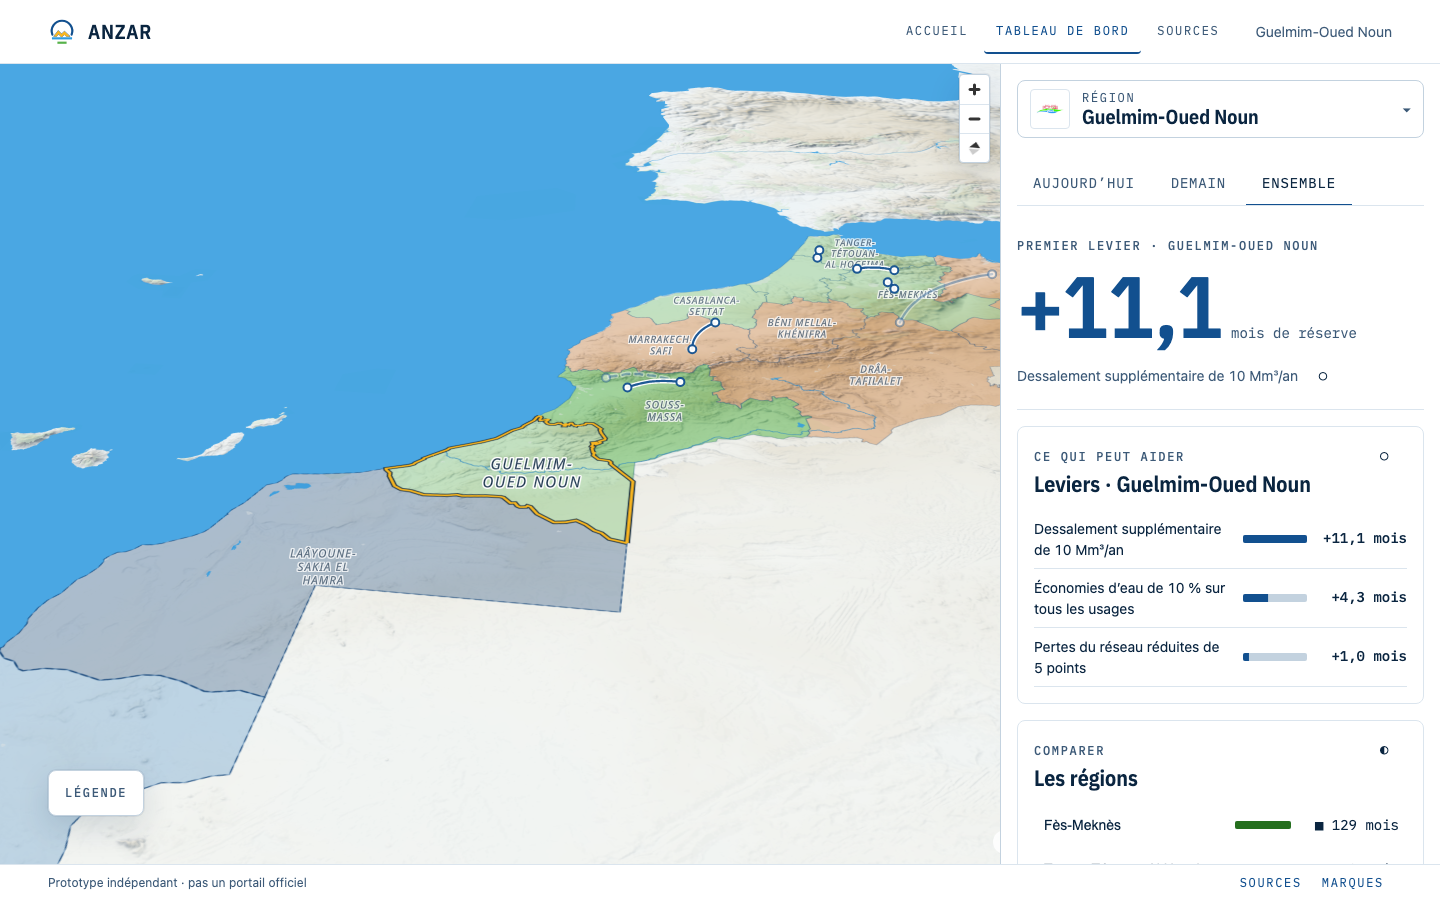 ANZAR
ACCUEIL
TABLEAU DE BORD
SOURCES
Guelmim-Oued Noun
TANGER-
TÉTOUAN-
AL HOCEIMA
FÈS-MEKNÈS
CASABLANCA-
SETTAT
BÉNI MELLAL-
KHÉNIFRA
MARRAKECH-
SAFI
DRÂA-
TAFILALET
SOUSS-
MASSA
GUELMIM-
OUED NOUN
LAÂYOUNE-
SAKIA EL
HAMRA
LÉGENDE
RÉGION
Guelmim-Oued Noun
AUJOURD’HUI
DEMAIN
ENSEMBLE
PREMIER LEVIER · GUELMIM-OUED NOUN
+11,1 mois de réserve
Dessalement supplémentaire de 10 Mm³/an
CE QUI PEUT AIDER
Leviers · Guelmim-Oued Noun
Dessalement supplémentaire
de 10 Mm³/an
+11,1 mois
Économies d’eau de 10 % sur
tous les usages
+4,3 mois
Pertes du réseau réduites de
5 points
+1,0 mois
COMPARER
Les régions
Fès-Meknès
129 mois
Prototype indépendant · pas un portail officiel
SOURCES
MARQUES